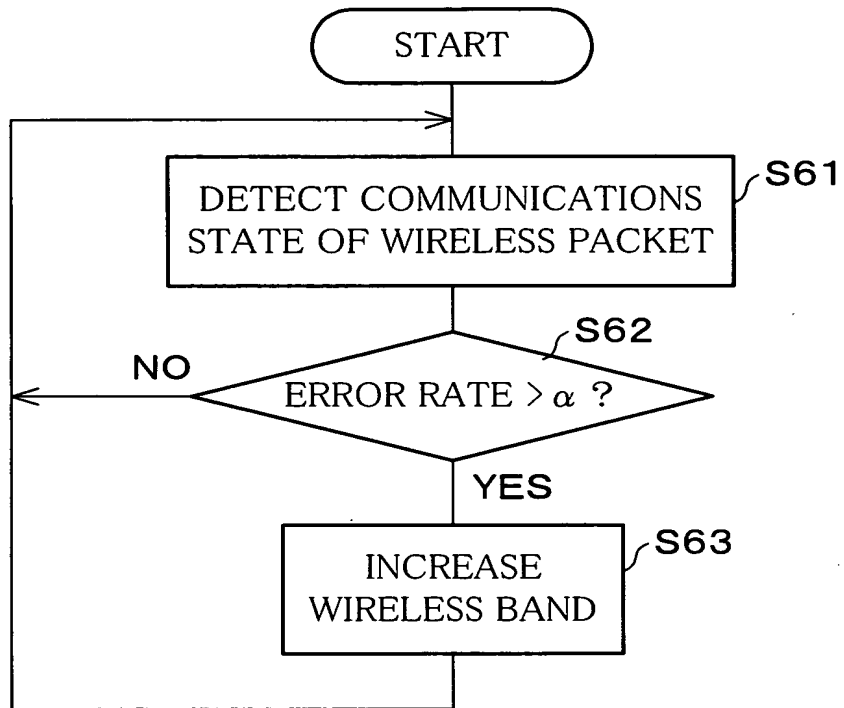 START
S61
DETECT COMMUNICATIONS
STATE OF WIRELESS PACKET
S62
NO
ERROR RATE > α ?
YES
S63
INCREASE
WIRELESS BAND